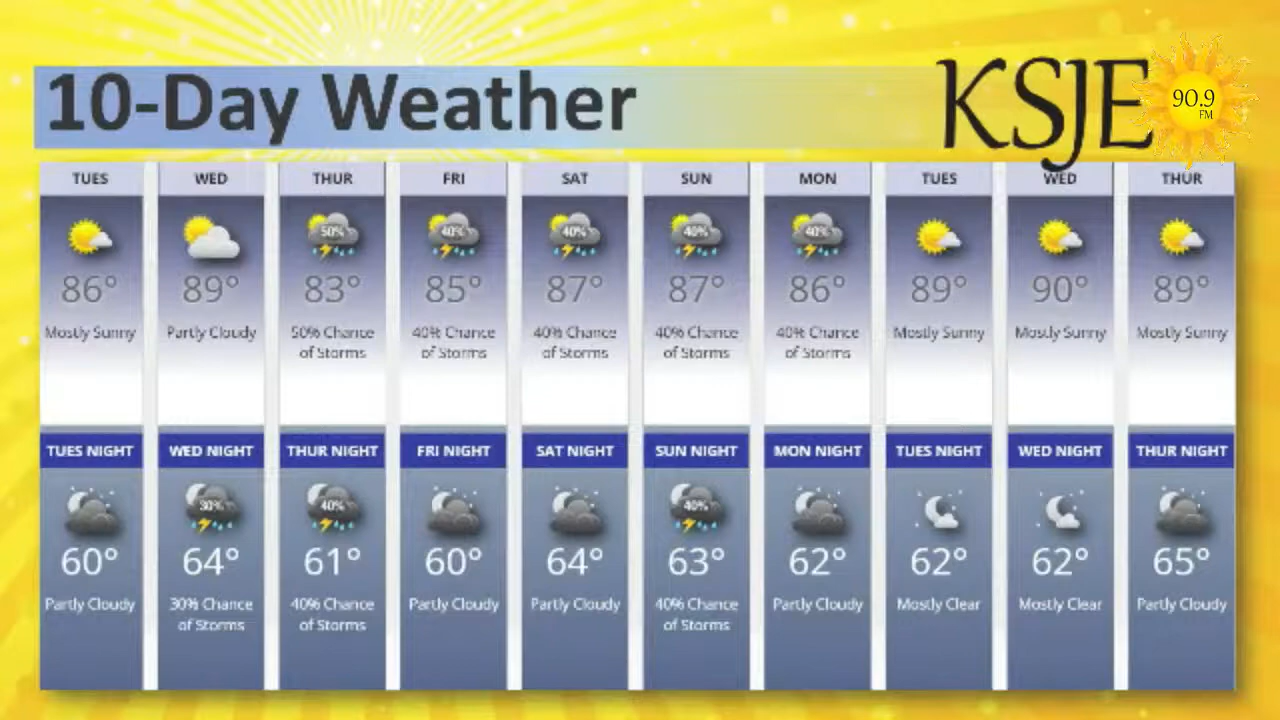 10-Day Weather
KSJE
90.9
FM
TUES WED THUR FRI SAT SUN MON TUES WED THUR
50% 40% 40% 40% 40%
86° 89° 83° 85° 87° 87° 86° 89° 90° 89°
Mostly Sunny Partly Cloudy 50% Chance 40% Chance 40% Chance 40% Chance 40% Chance Mostly Sunny Mostly Sunny Mostly Sunny
of Storms of Storms of Storms of Storms of Storms
TUES NIGHT WED NIGHT THUR NIGHT FRI NIGHT SAT NIGHT SUN NIGHT MON NIGHT TUES NIGHT WED NIGHT THUR NIGHT
30% 40% 40%
60° 64° 61° 60° 64° 63° 62° 62° 62° 65°
Partly Cloudy 30% Chance 40% Chance Partly Cloudy Partly Cloudy 40% Chance Partly Cloudy Mostly Clear Mostly Clear Partly Cloudy
of Storms of Storms of Storms